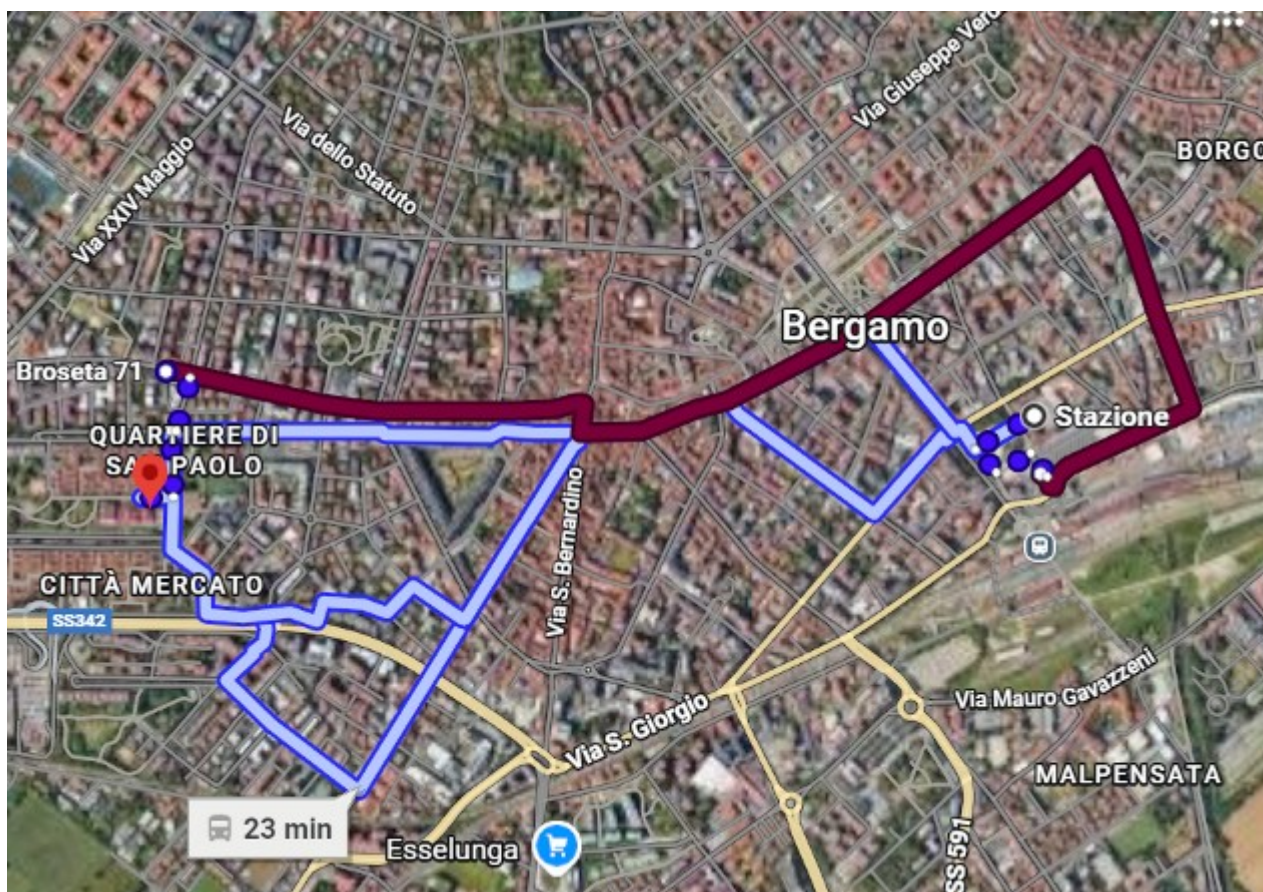 Via Giuseppe Vero
BORGO
Via dello Statuto
Via XXIV Maggio
Bergamo
Broseta 71
Stazione
QUARTIERE DI
SAN PAOLO
Via S. Bernardino
CITTÀ MERCATO
SS342
Via Mauro Gavazzeni
Via S. Giorgio
MALPENSATA
23 min
Esselunga
SS 591